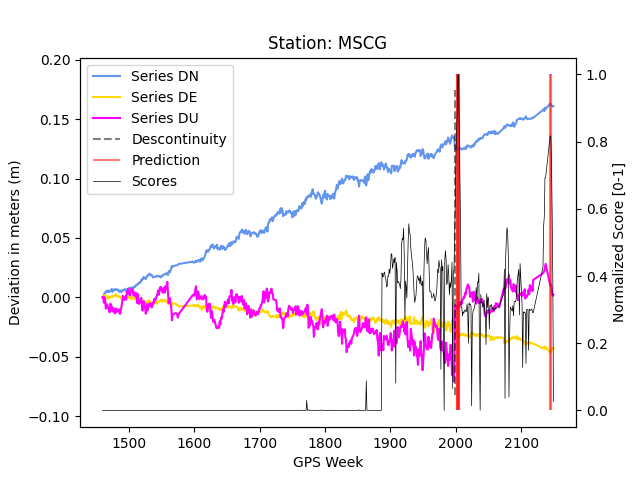 Station: MSCG
Series DN
Series DE
Series DU
Descontinuity
Prediction
Scores
0.20
0.15
0.10
0.05
0.00
−0.05
−0.10
Deviation in meters (m)
1.0
0.8
0.6
0.4
0.2
0.0
Normalized Score [0-1]
1500 1600 1700 1800 1900 2000 2100
GPS Week